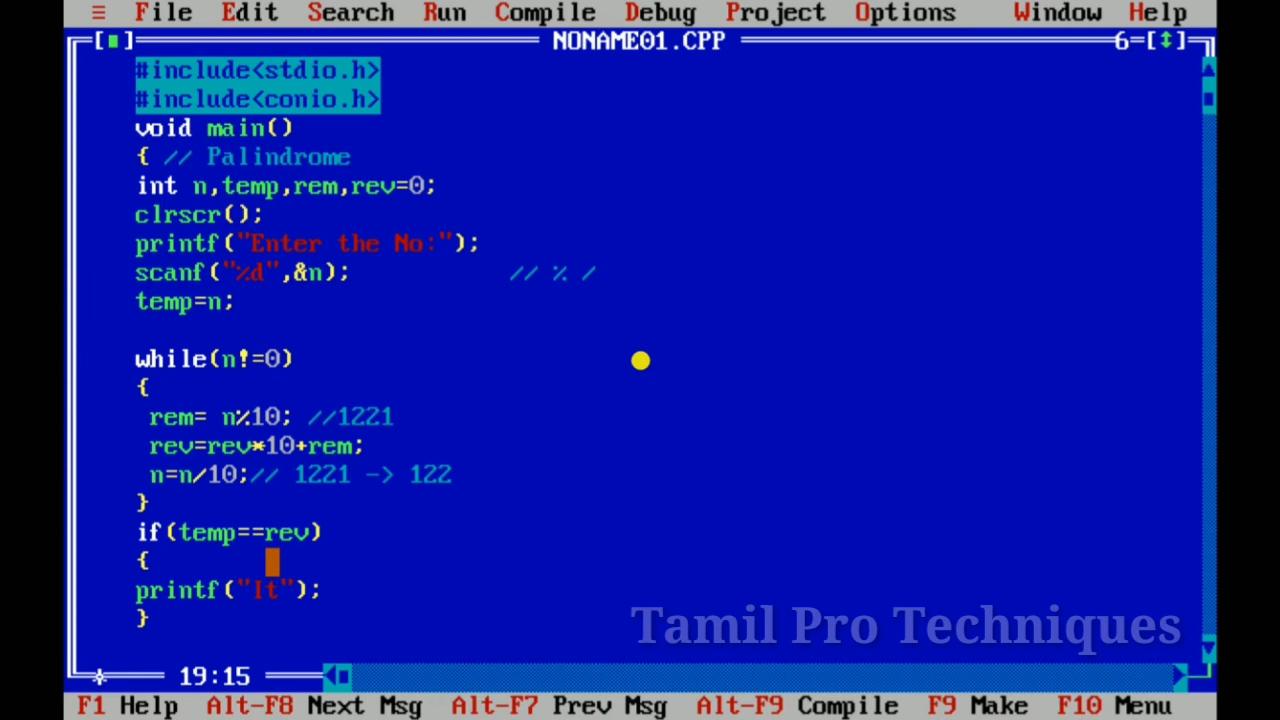 ≡ File Edit Search Run Compile Debug Project Options Window Help
[■] NONAME01.CPP 6=[↕]
#include<stdio.h>
#include<conio.h>
void main()
{ // Palindrome
int n,temp,rem,rev=0;
clrscr();
printf("Enter the No:");
scanf("%d",&n); // % /
temp=n;
while(n!=0)
{
rem= n%10; //1221
rev=rev*10+rem;
n=n/10;// 1221 -> 122
}
if(temp==rev)
{
printf("It");
}
Tamil Pro Techniques
19:15
F1 Help Alt-F8 Next Msg Alt-F7 Prev Msg Alt-F9 Compile F9 Make F10 Menu